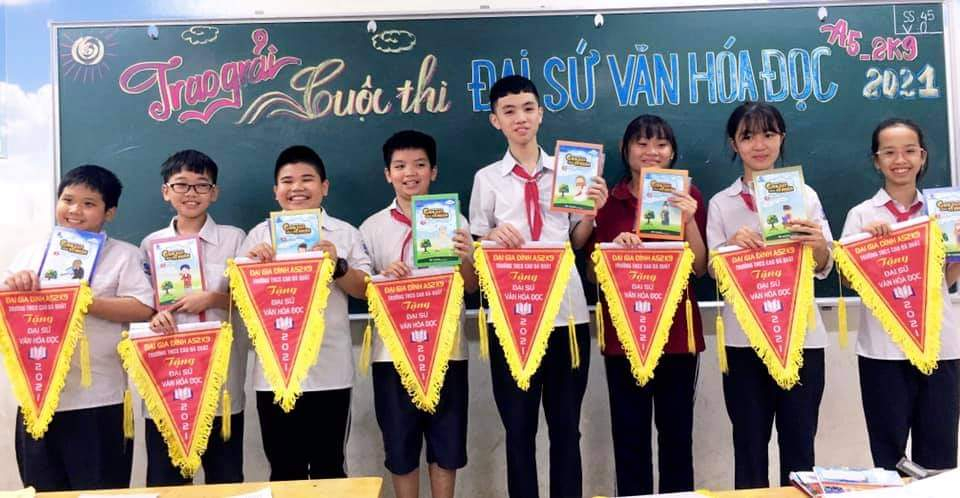 Trao giải Cuộc thi ĐẠI SỨ VĂN HÓA ĐỌC
A5_2K9
2021
SS 45
V 0
ĐẠI GIA ĐÌNH A52K9
Tặng
ĐẠI SỨ
VĂN HÓA ĐỌC
2021
ĐẠI GIA ĐÌNH A52K9
TRƯỜNG THCS CAO BÁ QUÁT
Tặng
ĐẠI SỨ
VĂN HÓA ĐỌC
2021
ĐẠI GIA ĐÌNH A52K9
TRƯỜNG THCS CAO BÁ QUÁT
Tặng
ĐẠI SỨ
VĂN HÓA ĐỌC
2021
ĐẠI GIA ĐÌNH A52K9
TRƯỜNG THCS CAO BÁ QUÁT
Tặng
ĐẠI SỨ
VĂN HÓA ĐỌC
2021
ĐẠI GIA ĐÌNH A52K9
TRƯỜNG THCS CAO BÁ QUÁT
Tặng
ĐẠI SỨ
VĂN HÓA ĐỌC
2021
ĐẠI GIA ĐÌNH A52K9
TRƯỜNG THCS CAO BÁ QUÁT
Tặng
ĐẠI SỨ
VĂN HÓA ĐỌC
2021
ĐẠI GIA ĐÌNH A52K9
TRƯỜNG THCS CAO BÁ QUÁT
Tặng
ĐẠI SỨ
VĂN HÓA ĐỌC
2021
ĐẠI GIA ĐÌNH A52K9
TRƯỜNG THCS CAO BÁ QUÁT
Tặng
ĐẠI SỨ
VĂN HÓA ĐỌC
2021